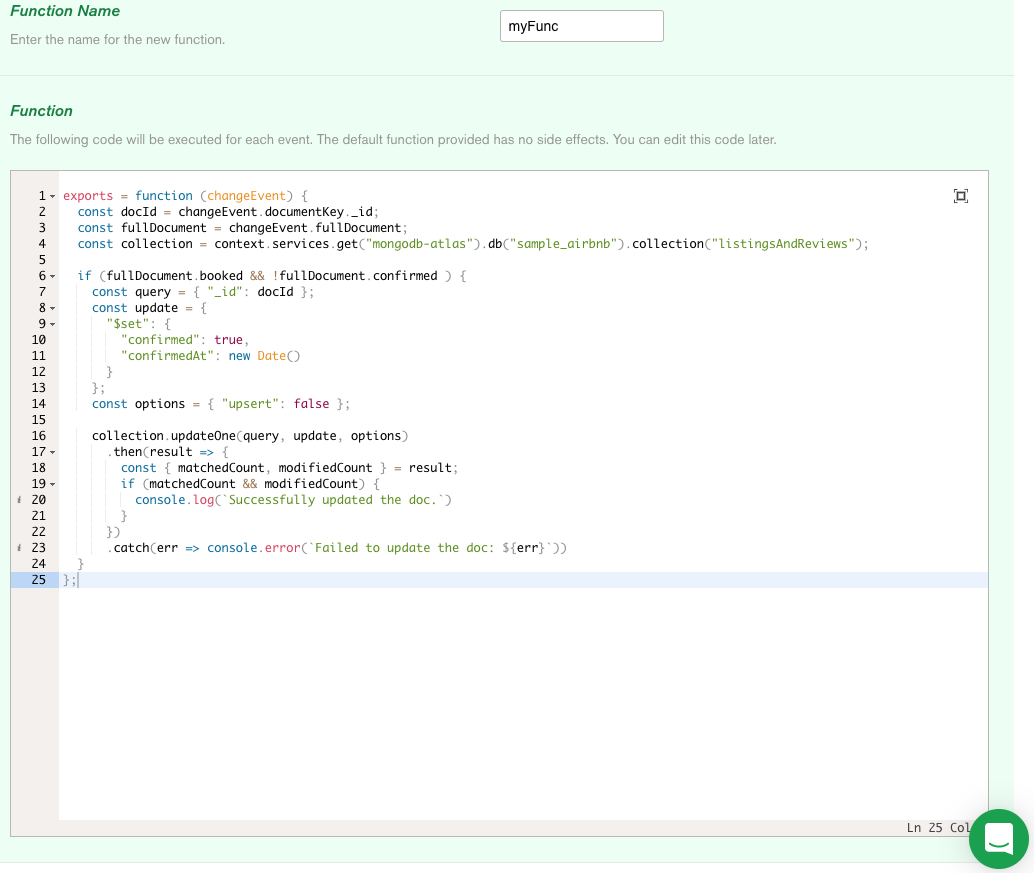 Function Name
Enter the name for the new function.
myFunc
Function
The following code will be executed for each event. The default function provided has no side effects. You can edit this code later.
1 exports = function (changeEvent) {
2   const docId = changeEvent.documentKey._id;
3   const fullDocument = changeEvent.fullDocument;
4   const collection = context.services.get("mongodb-atlas").db("sample_airbnb").collection("listingsAndReviews");
5
6   if (fullDocument.booked && !fullDocument.confirmed ) {
7     const query = { "_id": docId };
8     const update = {
9       "$set": {
10         "confirmed": true,
11         "confirmedAt": new Date()
12       }
13     };
14     const options = { "upsert": false };
15
16     collection.updateOne(query, update, options)
17       .then(result => {
18         const { matchedCount, modifiedCount } = result;
19         if (matchedCount && modifiedCount) {
i 20           console.log(`Successfully updated the doc.`)
21         }
22       })
i 23       .catch(err => console.error(`Failed to update the doc: ${err}`))
24   }
25 };
Ln 25 Col